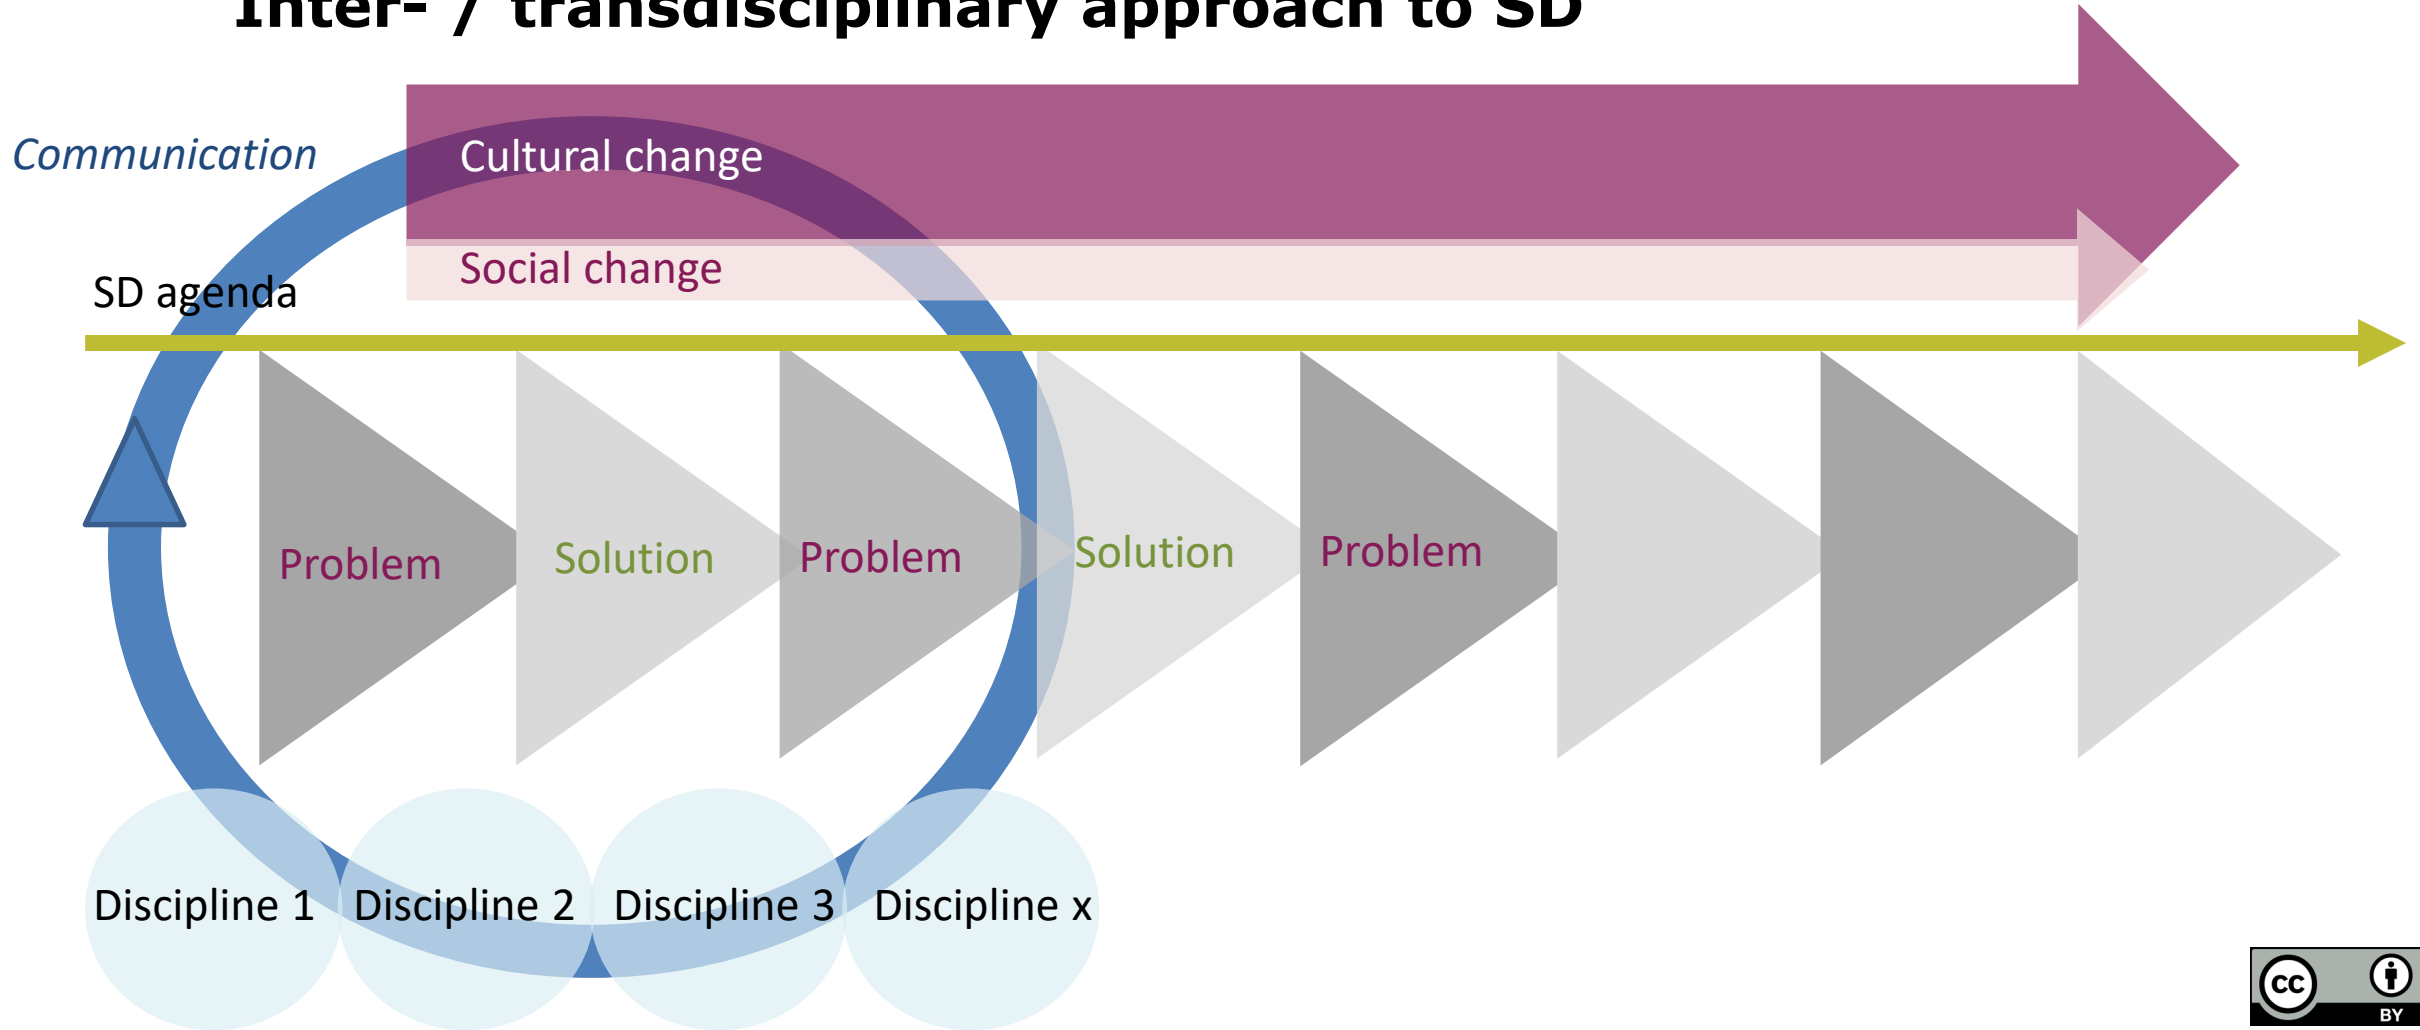 Inter- / transdisciplinary approach to SD
Communication
Cultural change
Social change
SD agenda
Problem
Solution
Problem
Solution
Problem
Discipline 1
Discipline 2
Discipline 3
Discipline x
cc
BY